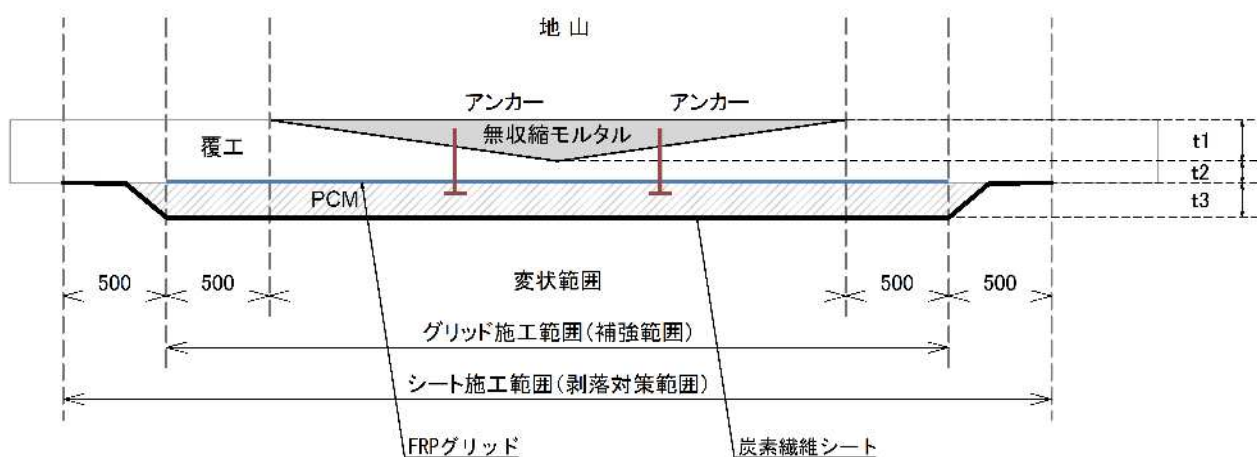 地山
アンカー
アンカー
無収縮モルタル
覆工
t1
t2
PCM
t3
500
500
変状範囲
500
500
グリッド施工範囲(補強範囲)
シート施工範囲(剥落対策範囲)
FRPグリッド
炭素繊維シート